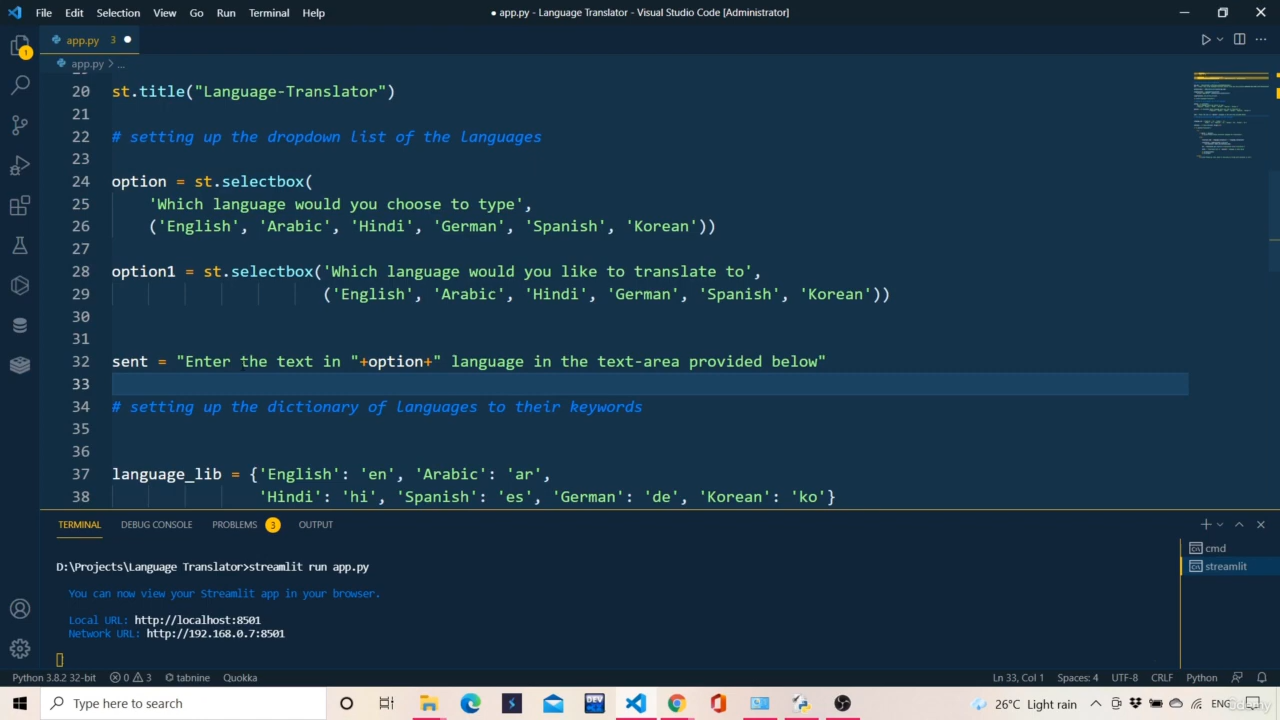 File Edit Selection View Go Run Terminal Help
● app.py - Language Translator - Visual Studio Code [Administrator]
app.py 3 ●
1
app.py > ...
20 st.title("Language-Translator")
21
22 # setting up the dropdown list of the languages
23
24 option = st.selectbox(
25 'Which language would you choose to type',
26 ('English', 'Arabic', 'Hindi', 'German', 'Spanish', 'Korean'))
27
28 option1 = st.selectbox('Which language would you like to translate to',
29 ('English', 'Arabic', 'Hindi', 'German', 'Spanish', 'Korean'))
30
31
32 sent = "Enter the text in "+option+" language in the text-area provided below"
33
34 # setting up the dictionary of languages to their keywords
35
36
37 language_lib = {'English': 'en', 'Arabic': 'ar',
38 'Hindi': 'hi', 'Spanish': 'es', 'German': 'de', 'Korean': 'ko'}
TERMINAL DEBUG CONSOLE PROBLEMS 3 OUTPUT
cmd
streamlit
D:\Projects\Language Translator>streamlit run app.py
You can now view your Streamlit app in your browser.
Local URL: http://localhost:8501
Network URL: http://192.168.0.7:8501
Python 3.8.2 32-bit 0 3 tabnine Quokka Ln 33, Col 1 Spaces: 4 UTF-8 CRLF Python
Type here to search
DEV
26°C Light rain ENG
Udemy